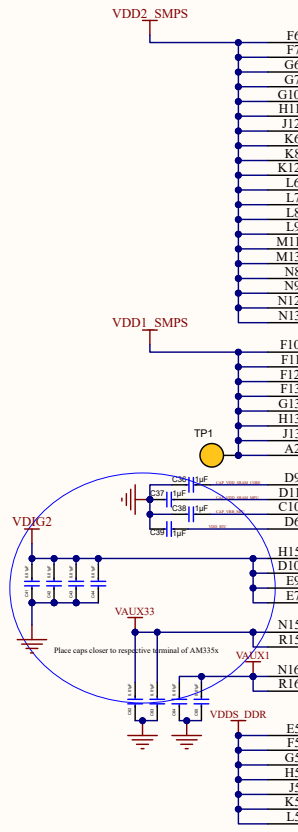 VDD2_SMPS
F6
F7
G6
G7
G10
H11
J12
K6
K8
K12
L6
L7
L8
L9
M11
M13
N8
N9
N12
N13
VDD1_SMPS
F10
F11
F12
F13
G13
H13
J13
TP1
A2
C36 1µF
D9
C37 1µF
D11
C38 1µF
C10
C39 1µF
D6
VDIG2
H15
D10
E9
E7
VAUX33
N15
R15
Place caps closer to respective terminal of AM335x
VAUX1
N16
R16
VDDS_DDR
E5
F5
G5
H5
J5
K5
L5